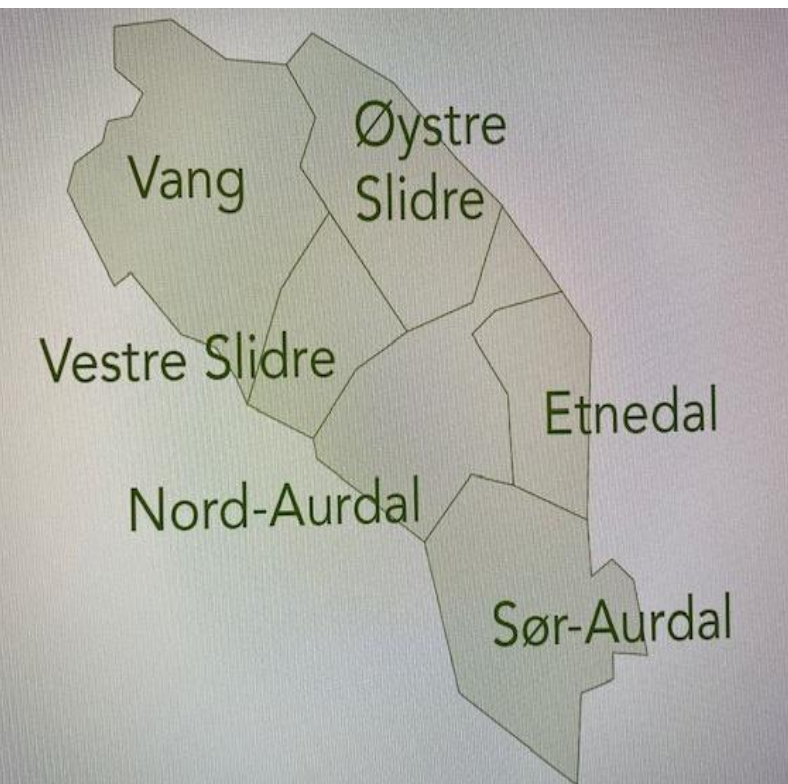 Øystre
Slidre
Vang
Vestre Slidre
Etnedal
Nord-Aurdal
Sør-Aurdal